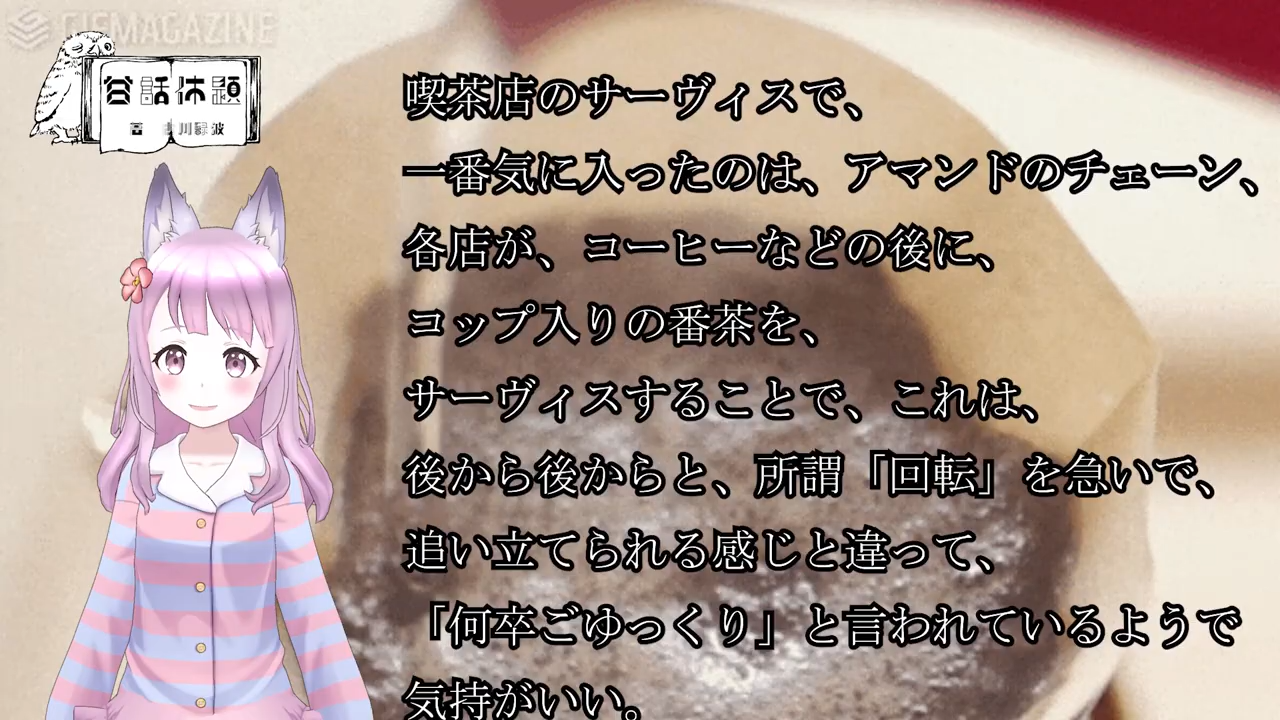 GIFMAGAZINE
谷話休題
喫茶店のサーヴィスで、
一番気に入ったのは、アマンドのチェーン、
各店が、コーヒーなどの後に、
コップ入りの番茶を、
サーヴィスすることで、これは、
後から後からと、所謂「回転」を急いで、
追い立てられる感じと違って、
「何卒ごゆっくり」と言われているようで
気持がいい。